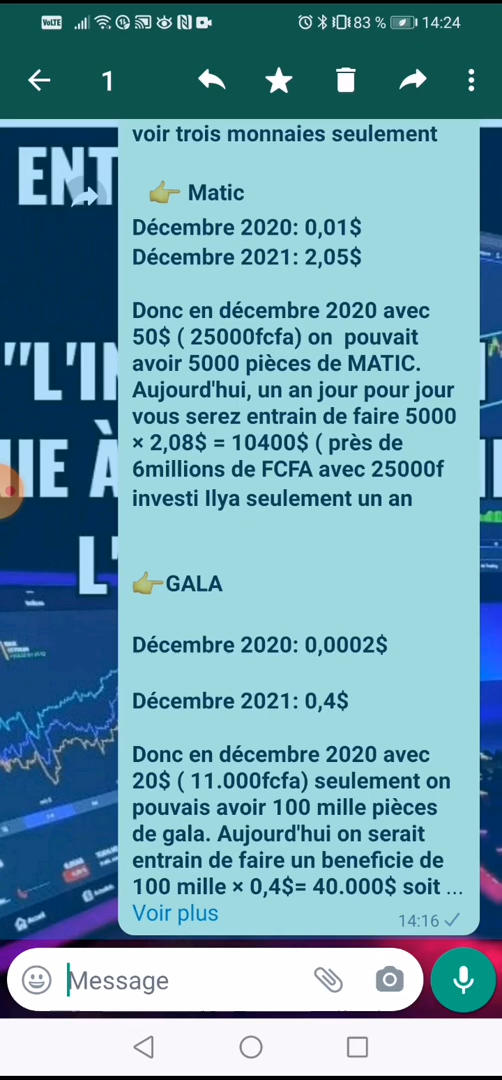 VoLTE 83 % 14:24
1
voir trois monnaies seulement
ENT
👉 Matic
Décembre 2020: 0,01$
Décembre 2021: 2,05$
Donc en décembre 2020 avec
50$ ( 25000fcfa) on pouvait
avoir 5000 pièces de MATIC.
Aujourd'hui, un an jour pour jour
vous serez entrain de faire 5000
× 2,08$ = 10400$ ( près de
6millions de FCFA avec 25000f
investi Ilya seulement un an
"L'I
UE À
L'
👉GALA
Décembre 2020: 0,0002$
Décembre 2021: 0,4$
Donc en décembre 2020 avec
20$ ( 11.000fcfa) seulement on
pouvais avoir 100 mille pièces
de gala. Aujourd'hui on serait
entrain de faire un beneficie de
100 mille × 0,4$= 40.000$ soit ...
Voir plus
14:16
Message